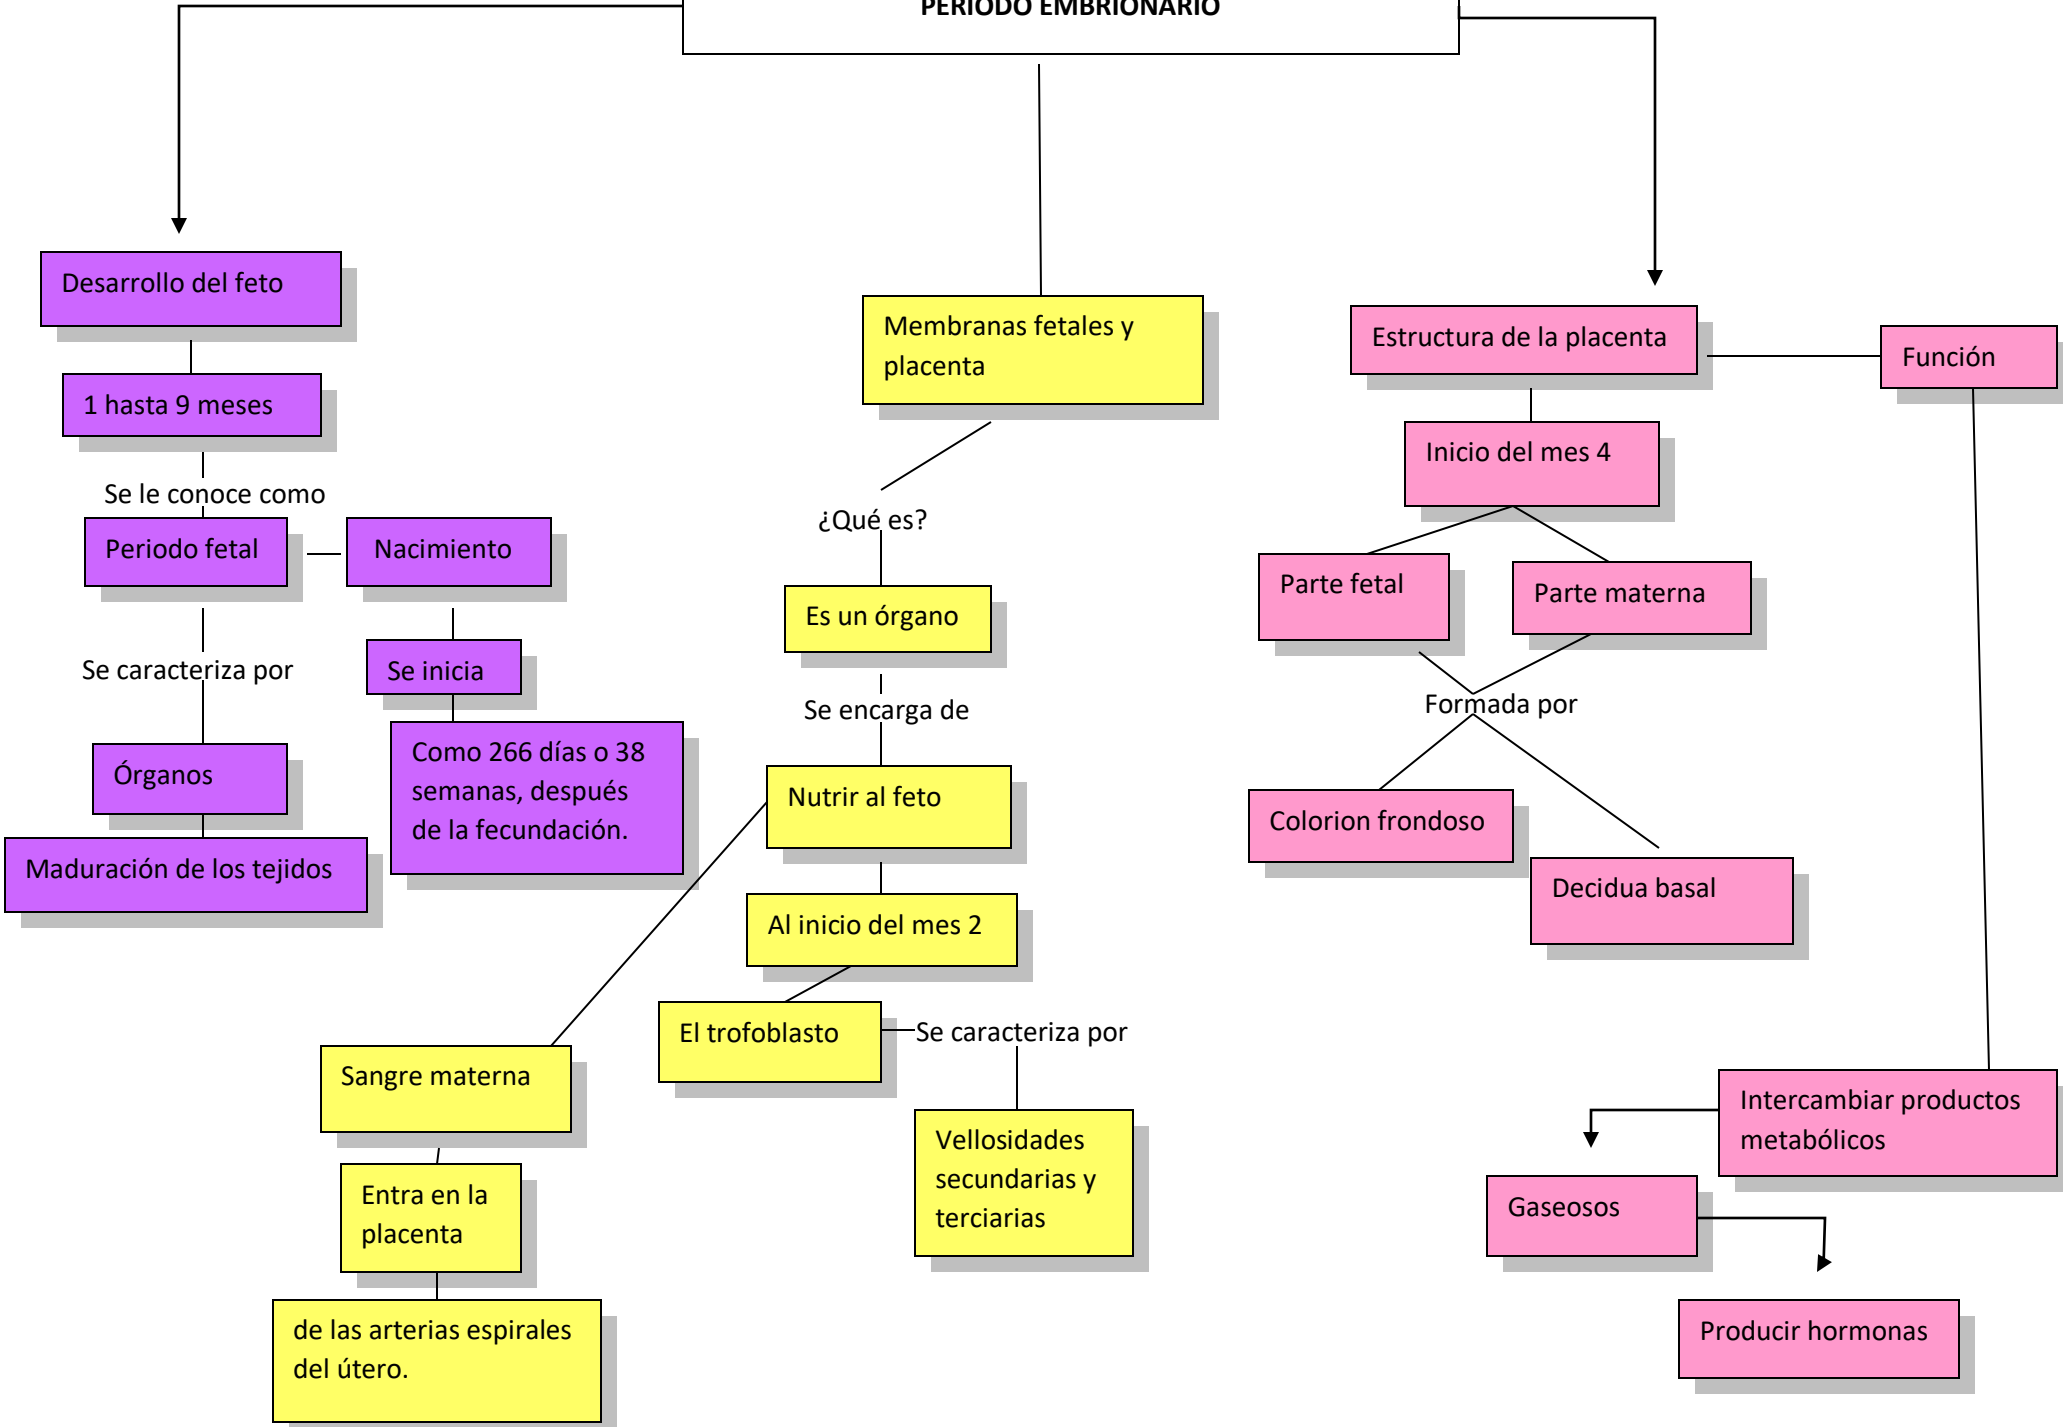 PERIODO EMBRIONARIO
Desarrollo del feto
1 hasta 9 meses
Se le conoce como
Periodo fetal
Nacimiento
Se caracteriza por
Se inicia
Órganos
Como 266 días o 38
semanas, después
de la fecundación.
Maduración de los tejidos
Membranas fetales y
placenta
¿Qué es?
Es un órgano
Se encarga de
Nutrir al feto
Al inicio del mes 2
El trofoblasto
Se caracteriza por
Vellosidades
secundarias y
terciarias
Sangre materna
Entra en la
placenta
de las arterias espirales
del útero.
Estructura de la placenta
Función
Inicio del mes 4
Parte fetal
Parte materna
Formada por
Colorion frondoso
Decidua basal
Intercambiar productos
metabólicos
Gaseosos
Producir hormonas